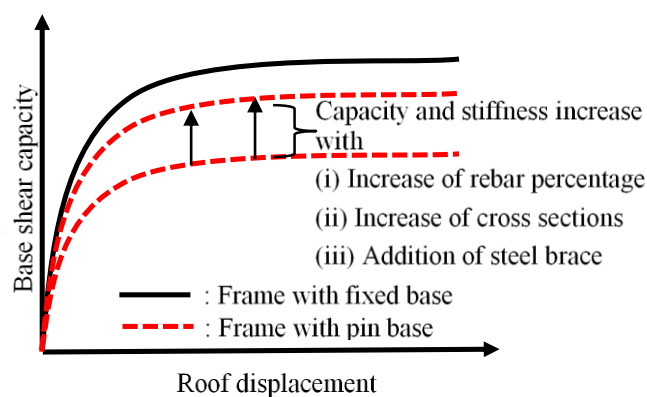 Base shear capacity
Capacity and stiffness increase
with
(i) Increase of rebar percentage
(ii) Increase of cross sections
(iii) Addition of steel brace
: Frame with fixed base
: Frame with pin base
Roof displacement